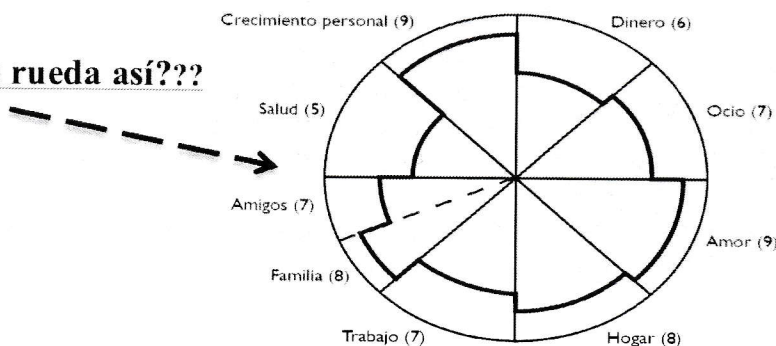 Crecimiento personal (9)
Dinero (6)
rueda así???
Salud (5)
Ocio (7)
Amigos (7)
Amor (9)
Familia (8)
Trabajo (7)
Hogar (8)